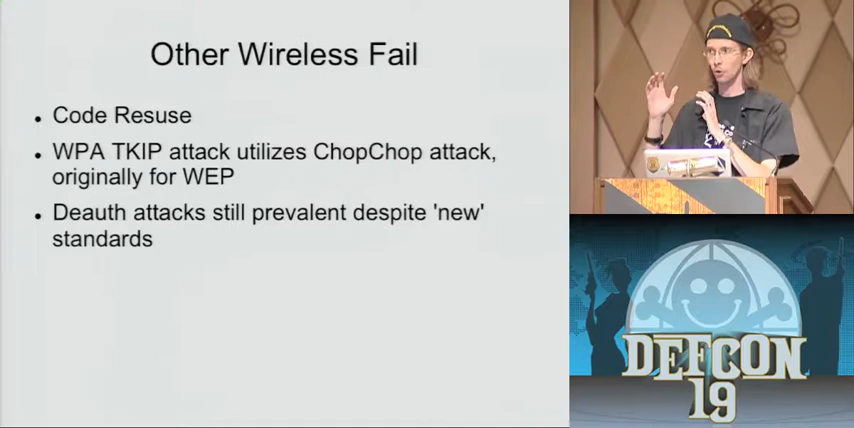 Other Wireless Fail
Code Resuse
WPA TKIP attack utilizes ChopChop attack,
originally for WEP
Deauth attacks still prevalent despite 'new'
standards
DEFCON
19